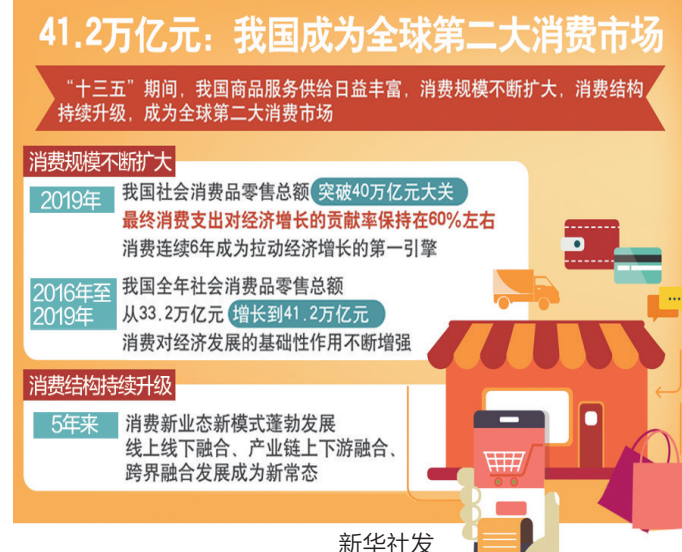 41.2万亿元：我国成为全球第二大消费市场
“十三五”期间，我国商品服务供给日益丰富，消费规模不断扩大，消费结构
持续升级，成为全球第二大消费市场
消费规模不断扩大
2019年
我国社会消费品零售总额 突破40万亿元大关
最终消费支出对经济增长的贡献率保持在60%左右
消费连续6年成为拉动经济增长的第一引擎
2016年至
2019年
我国全年社会消费品零售总额
从33.2万亿元 增长到41.2万亿元
消费对经济发展的基础性作用不断增强
消费结构持续升级
5年来
消费新业态新模式蓬勃发展
线上线下融合、产业链上下游融合、
跨界融合发展成为新常态
新华社发